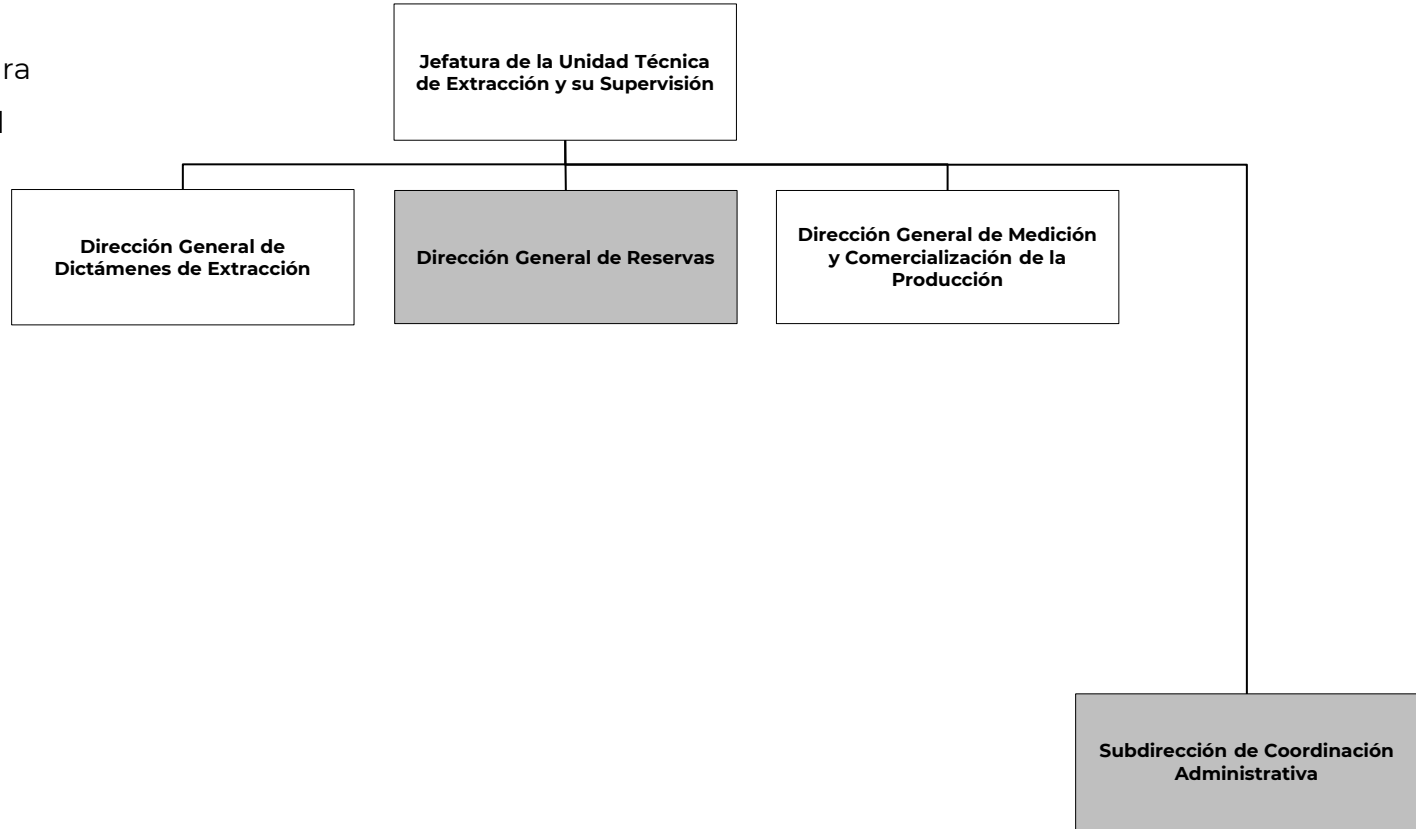 ra
Jefatura de la Unidad Técnica
de Extracción y su Supervisión
Dirección General de
Dictámenes de Extracción
Dirección General de Reservas
Dirección General de Medición
y Comercialización de la
Producción
Subdirección de Coordinación
Administrativa